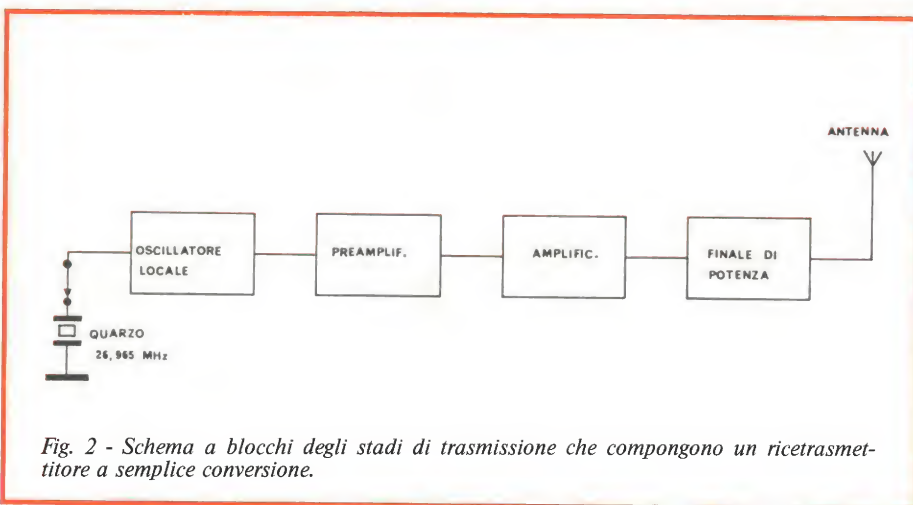 ANTENNA
OSCILLATORE
LOCALE
PREAMPLIF.
AMPLIFIC.
FINALE DI
POTENZA
QUARZO
26,965 MHz
Fig. 2 - Schema a blocchi degli stadi di trasmissione che compongono un ricetrasmet-
titore a semplice conversione.